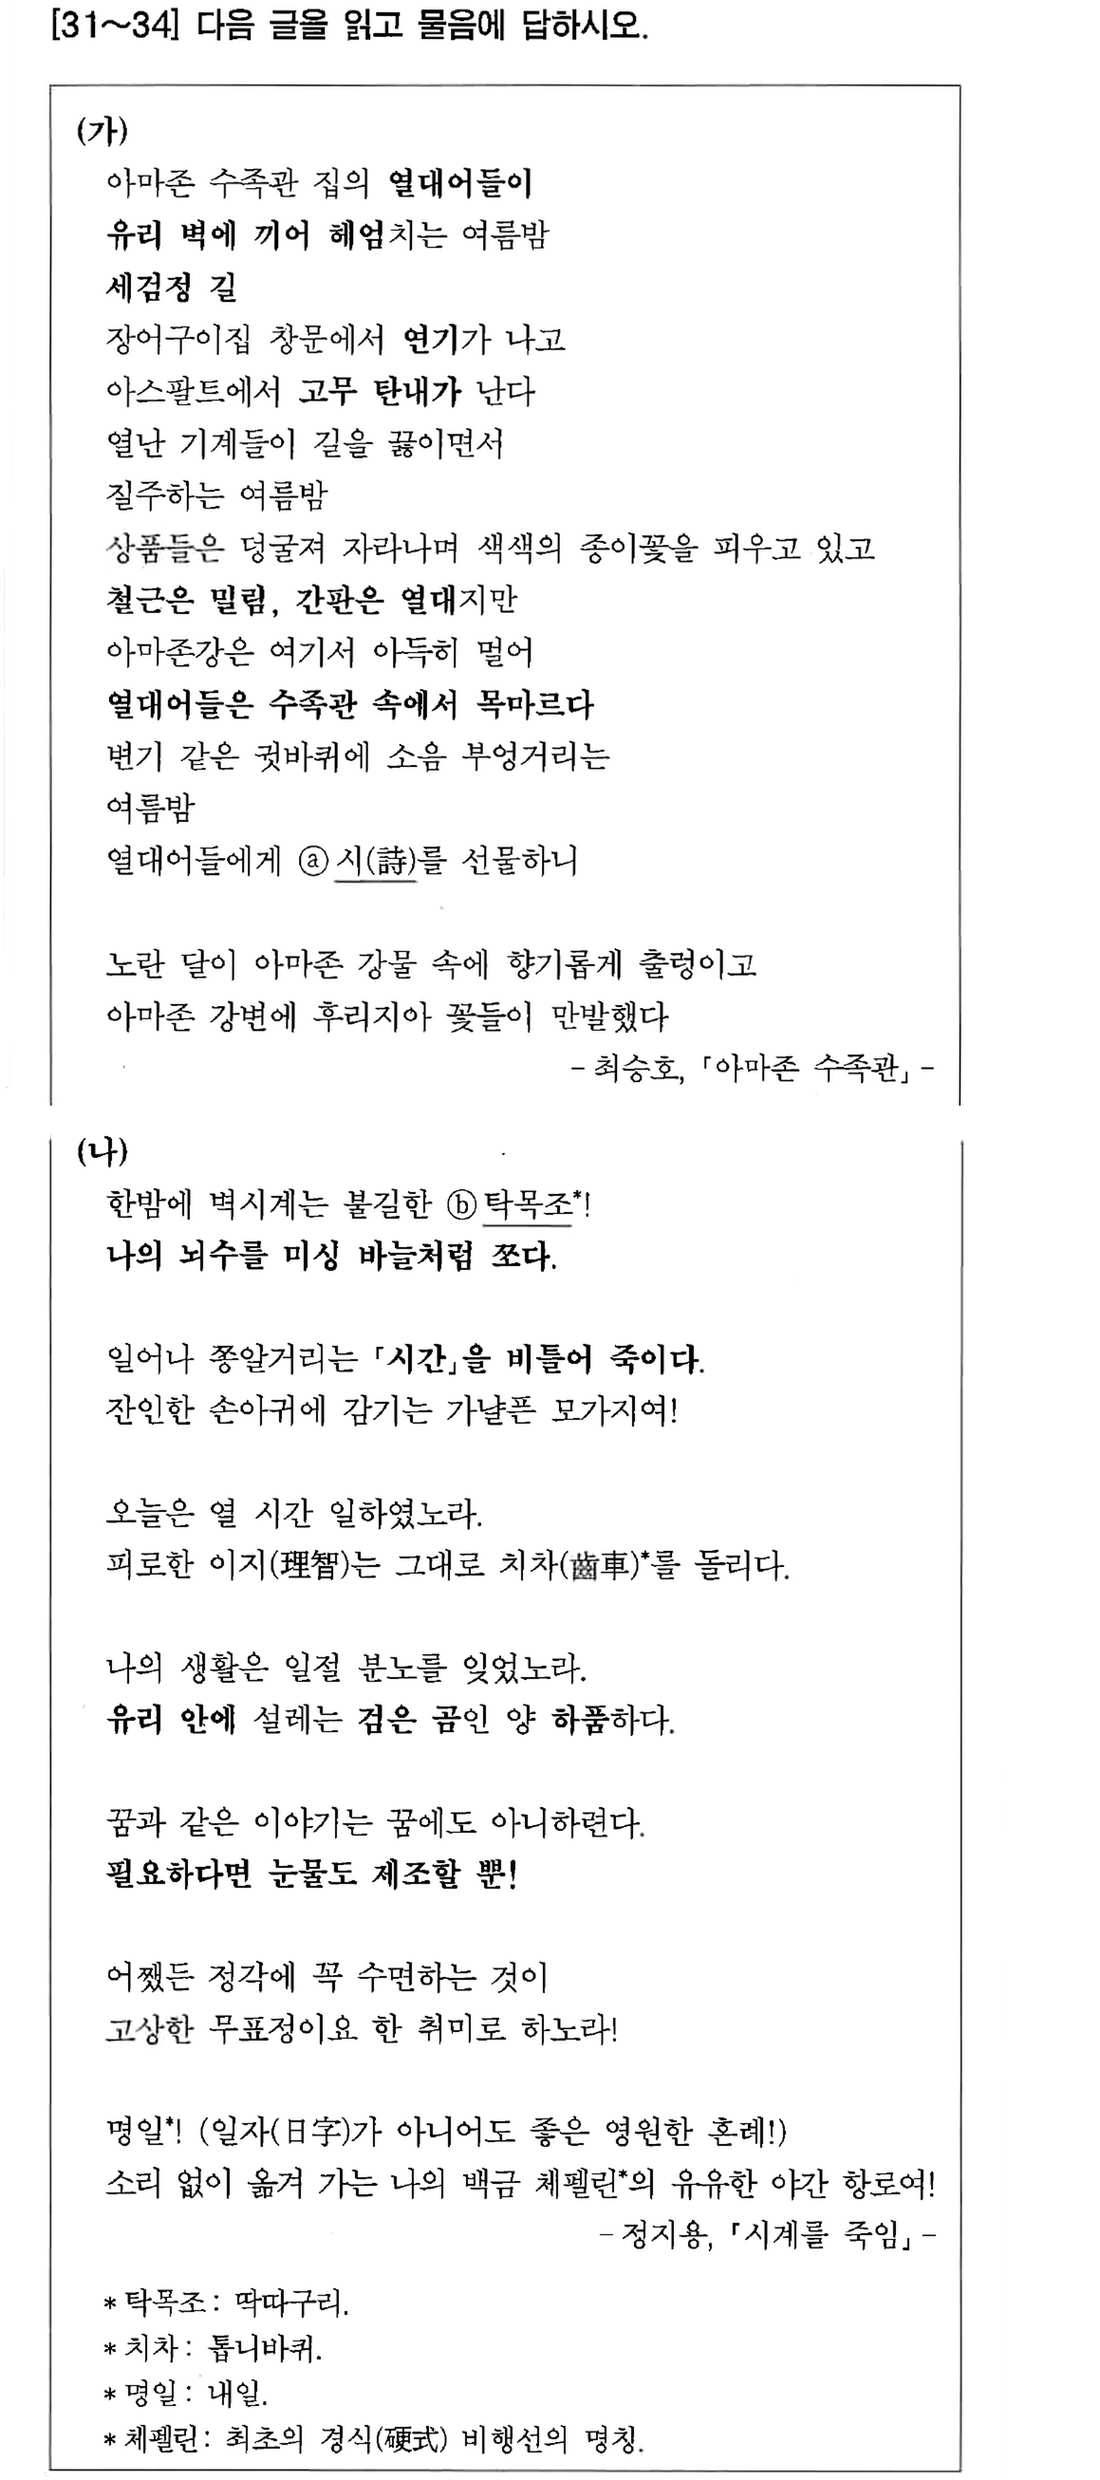 [31~34] 다음 글을 읽고 물음에 답하시오.
(가)
아마존 수족관 집의 열대어들이
유리 벽에 끼어 헤엄치는 여름밤
세검정 길
장어구이집 창문에서 연기가 나고
아스팔트에서 고무 탄내가 난다
열난 기계들이 길을 끓이면서
질주하는 여름밤
상품들은 덩굴져 자라나며 색색의 종이꽃을 피우고 있고
철근은 밀림, 간판은 열대지만
아마존강은 여기서 아득히 멀어
열대어들은 수족관 속에서 목마르다
변기 같은 귓바퀴에 소음 부엉거리는
여름밤
열대어들에게 ⓐ시(詩)를 선물하니
노란 달이 아마존 강물 속에 향기롭게 출렁이고
아마존 강변에 후리지아 꽃들이 만발했다
- 최승호, 「아마존 수족관」 -
(나)
한밤에 벽시계는 불길한 ⓑ탁목조*!
나의 뇌수를 미싱 바늘처럼 쪼다.
일어나 쫑알거리는 「시간」을 비틀어 죽이다.
잔인한 손아귀에 감기는 가냘픈 모가지여!
오늘은 열 시간 일하였노라.
피로한 이지(理智)는 그대로 치차(齒車)*를 돌리다.
나의 생활은 일절 분노를 잊었노라.
유리 안에 설레는 검은 곰인 양 하품하다.
꿈과 같은 이야기는 꿈에도 아니하련다.
필요하다면 눈물도 제조할 뿐!
어쨌든 정각에 꼭 수면하는 것이
고상한 무표정이요 한 취미로 하노라!
명일*! (일자(日字)가 아니어도 좋은 영원한 혼례!)
소리 없이 옮겨 가는 나의 백금 체펠린*의 유유한 야간 항로여!
- 정지용, 「시계를 죽임」 -
* 탁목조: 딱따구리.
* 치차: 톱니바퀴.
* 명일: 내일.
* 체펠린: 최초의 경식(硬式) 비행선의 명칭.